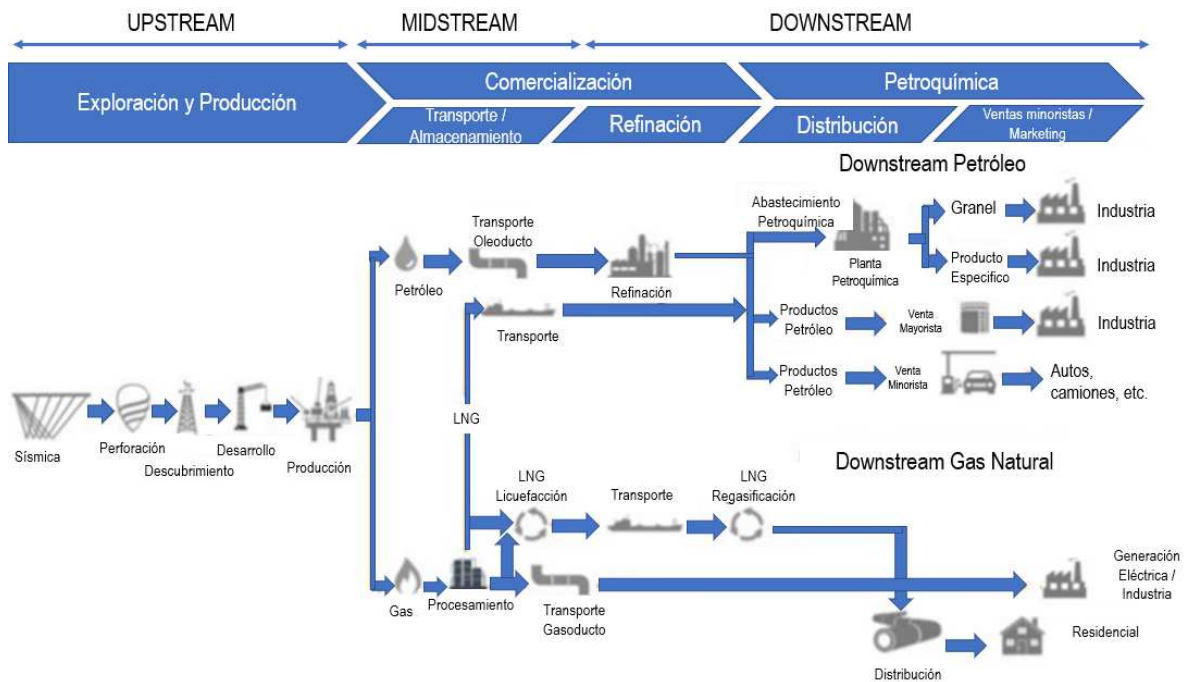 UPSTREAM
MIDSTREAM
DOWNSTREAM
Exploración y Producción
Comercialización
Petroquímica
Transporte /
Almacenamiento
Refinación
Distribución
Ventas minoristas /
Marketing
Downstream Petróleo
Abastecimiento
Petroquímica
Planta
Petroquímica
Granel
Industria
Producto
Especifico
Industria
Transporte
Oleoducto
Petróleo
Refinación
Transporte
Productos
Petróleo
Venta
Mayorista
Industria
Productos
Petróleo
Venta
Minorista
Autos,
camiones, etc.
LNG
Sísmica
Perforación
Descubrimiento
Desarrollo
Producción
Downstream Gas Natural
LNG
Licuefacción
Transporte
LNG
Regasificación
Gas
Procesamiento
Transporte
Gasoducto
Generación
Eléctrica /
Industria
Distribución
Residencial